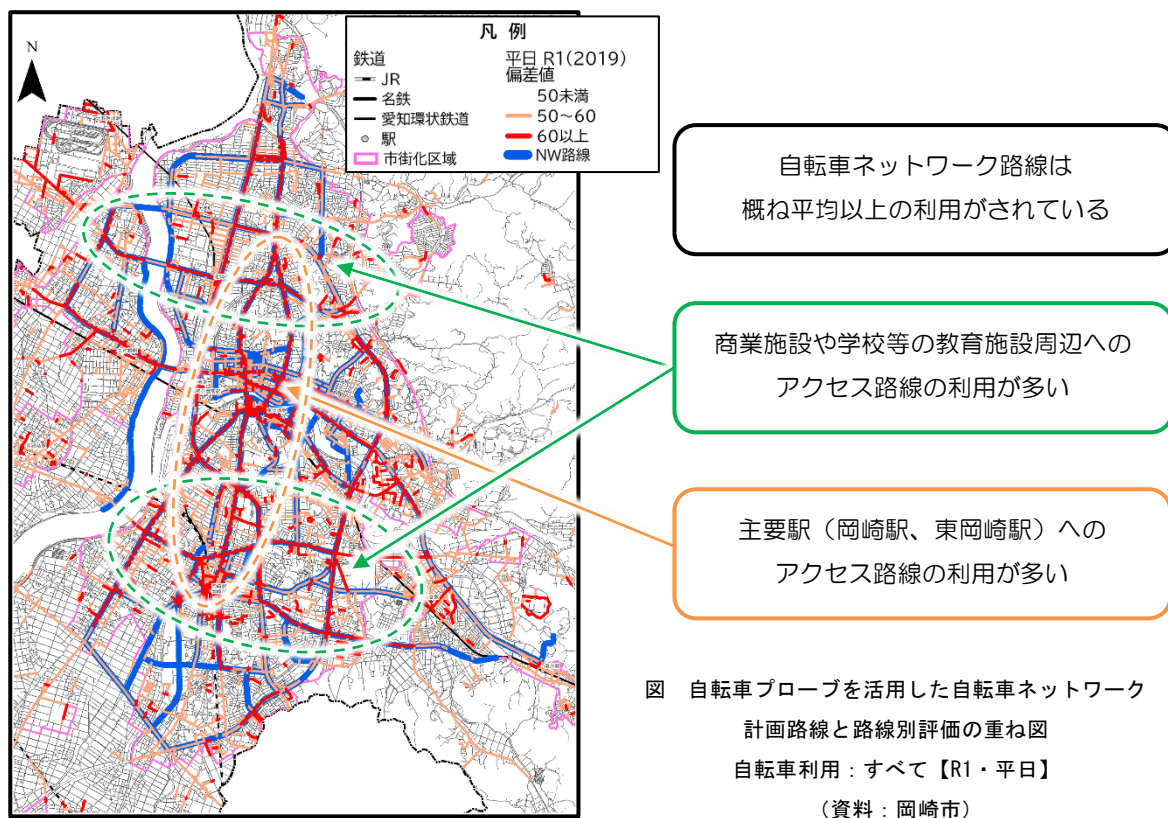 N
凡 例
鉄道
JR
名鉄
愛知環状鉄道
駅
市街化区域
平日 R1(2019)
偏差値
50未満
50~60
60以上
NW路線
自転車ネットワーク路線は
概ね平均以上の利用がされている
商業施設や学校等の教育施設周辺への
アクセス路線の利用が多い
主要駅（岡崎駅、東岡崎駅）への
アクセス路線の利用が多い
図 自転車プローブを活用した自転車ネットワーク
計画路線と路線別評価の重ね図
自転車利用：すべて【R1・平日】
（資料：岡崎市）